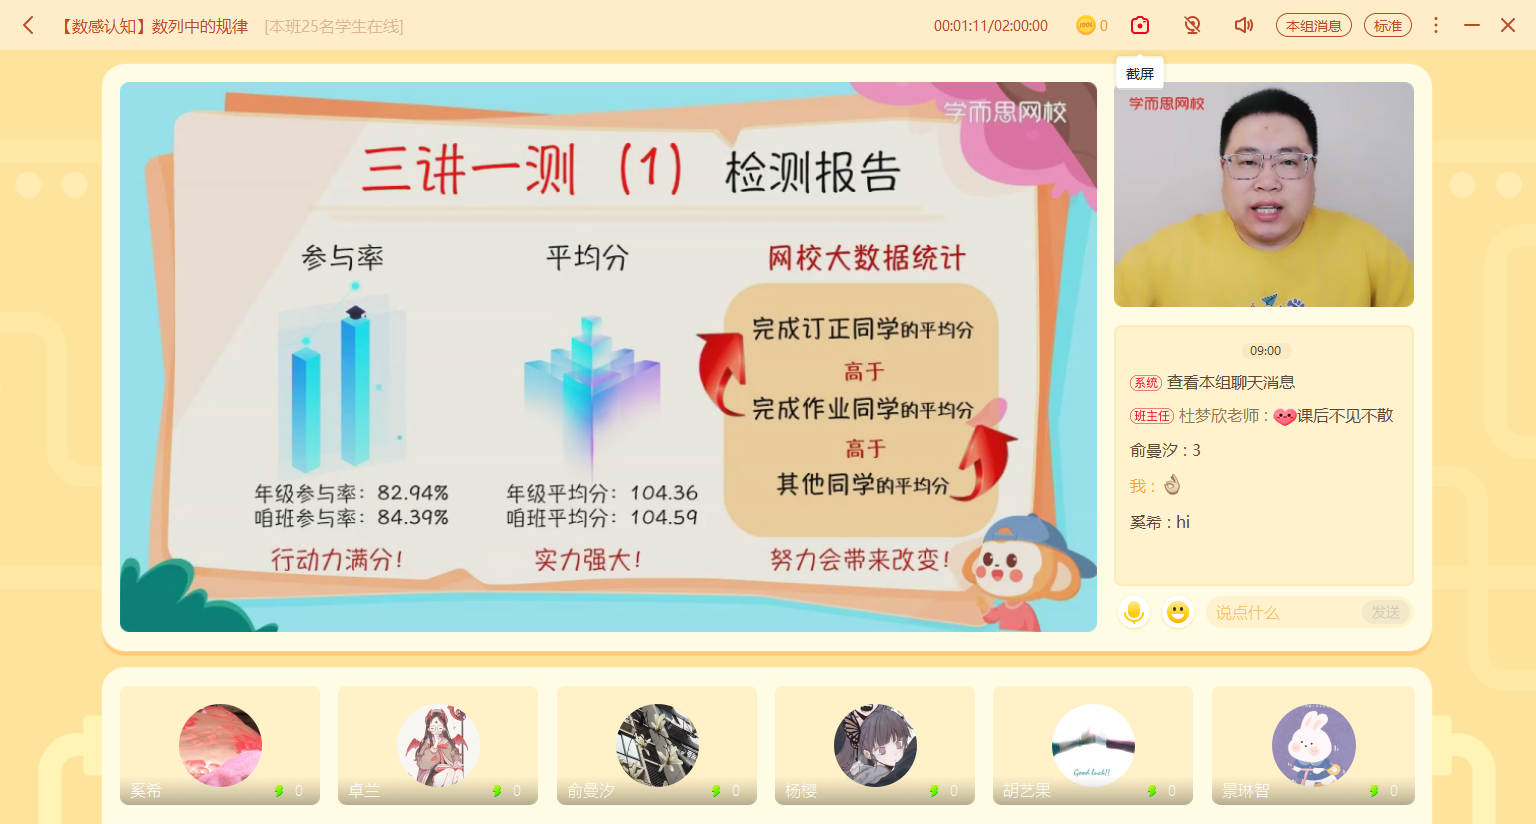 【数感认知】数列中的规律 [本班25名学生在线] 00:01:11/02:00:00 0 本组消息 标准
截屏
学而思网校
学而思网校
三讲一测（1） 检测报告
参与率 平均分 网校大数据统计
完成订正同学的平均分
高于
完成作业同学的平均分
高于
其他同学的平均分
年级参与率：82.94% 年级平均分：104.36
咱班参与率：84.39% 咱班平均分：104.59
行动力满分！ 实力强大！ 努力会带来改变！
09:00
系统 查看本组聊天消息
班主任 杜梦欣老师：课后不见不散
俞曼汐：3
我：👌
奚希：hi
说点什么 发送
奚希 0 卓兰 0 俞曼汐 0 杨樱 0 胡艺果 0 景琳智 0
Good luck!!